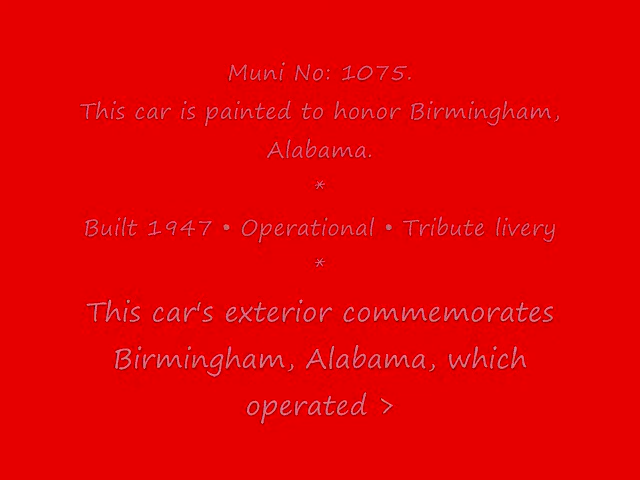 Muni No: 1075.
This car is painted to honor Birmingham,
Alabama.
*
Built 1947 • Operational • Tribute livery
*
This car's exterior commemorates
Birmingham, Alabama, which
operated >